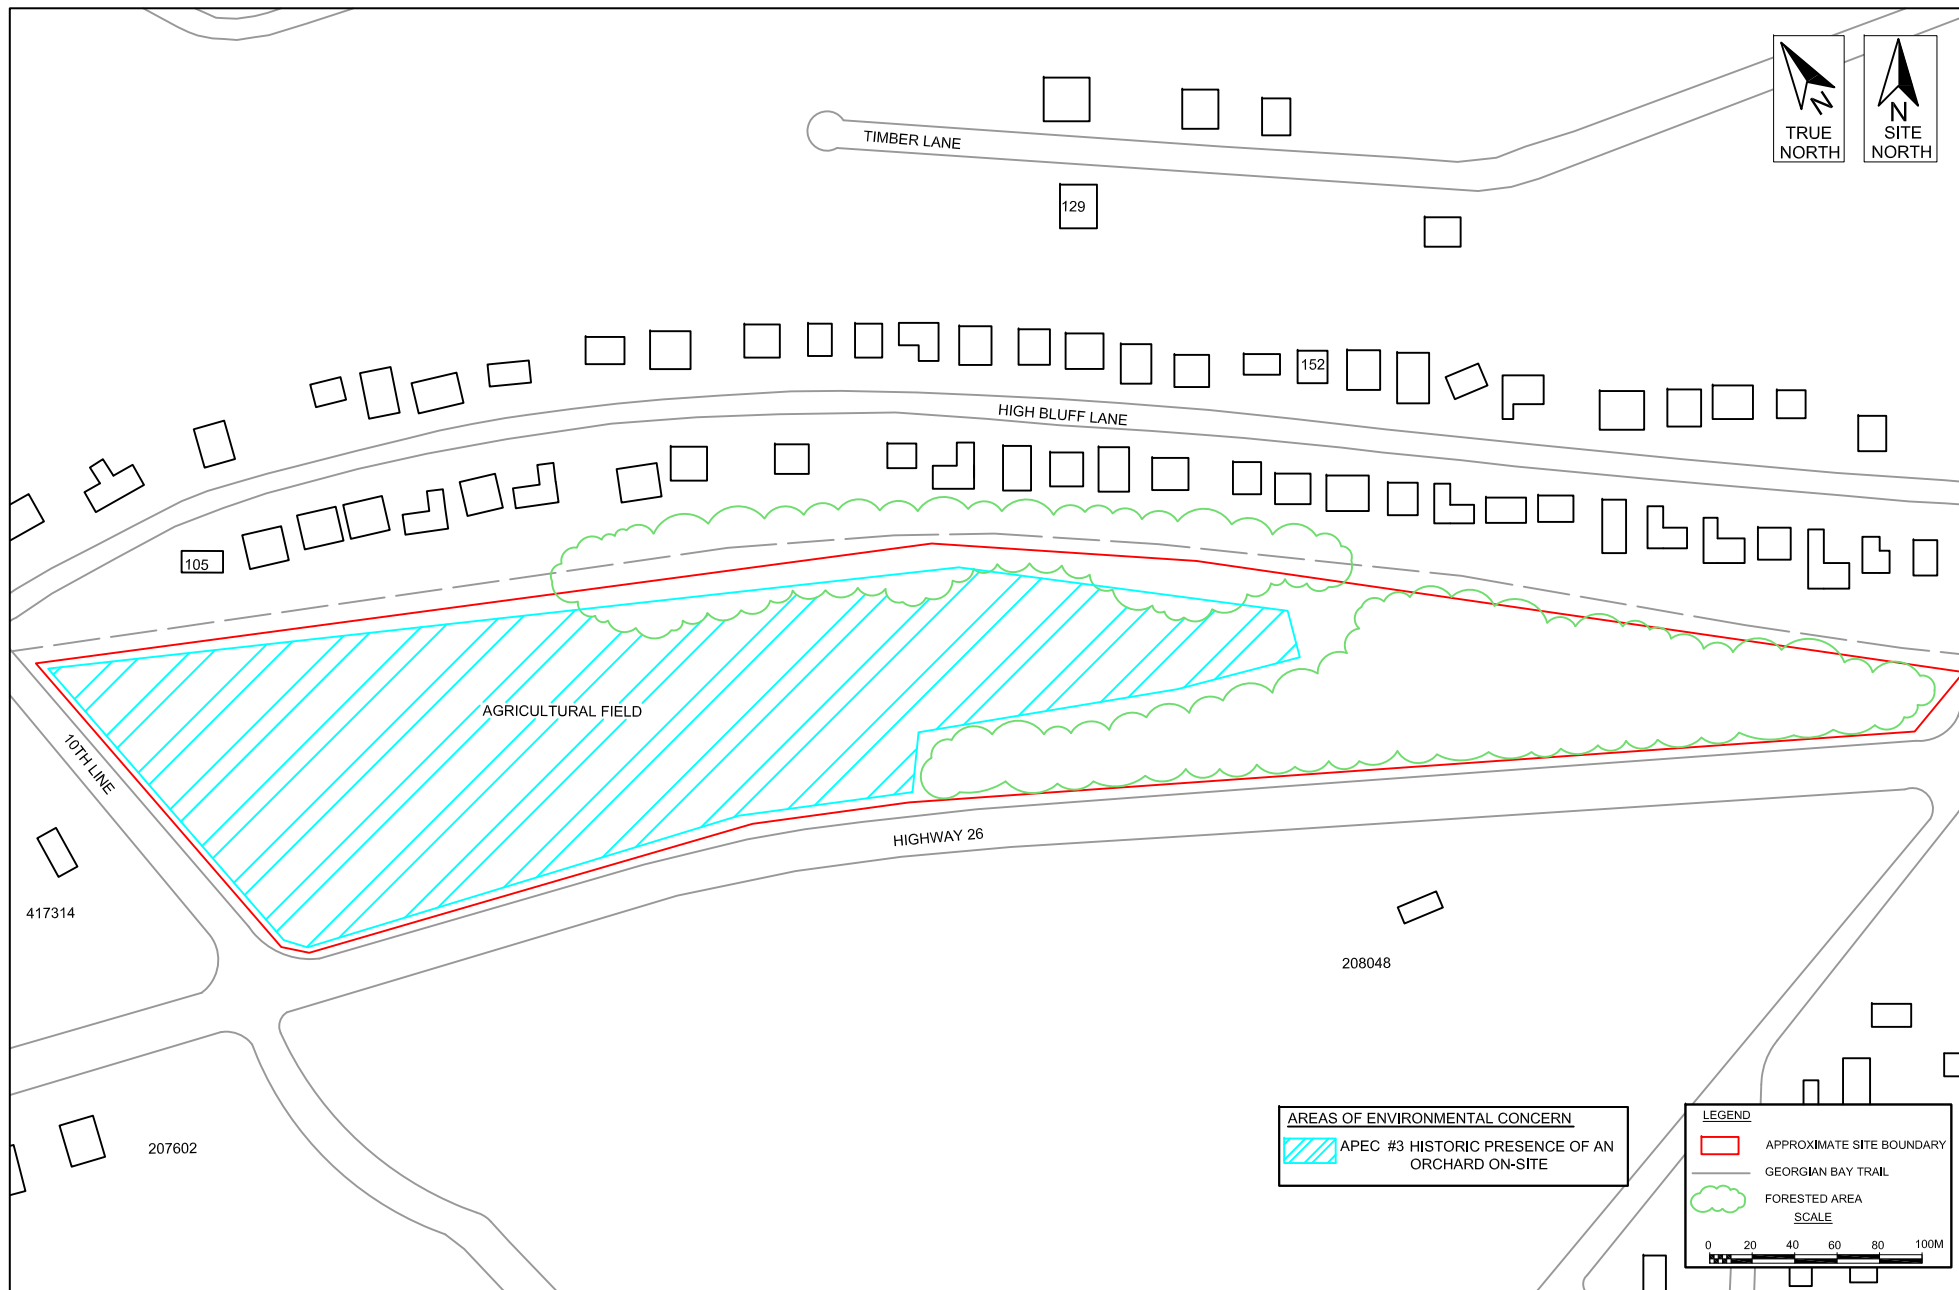 TIMBER LANE
N
TRUE
NORTH
N
SITE
NORTH
129
152
HIGH BLUFF LANE
105
AGRICULTURAL FIELD
10TH LINE
HIGHWAY 26
417314
208048
207602
AREAS OF ENVIRONMENTAL CONCERN
APEC #3 HISTORIC PRESENCE OF AN
ORCHARD ON-SITE
LEGEND
APPROXIMATE SITE BOUNDARY
GEORGIAN BAY TRAIL
FORESTED AREA
SCALE
0 20 40 60 80 100M